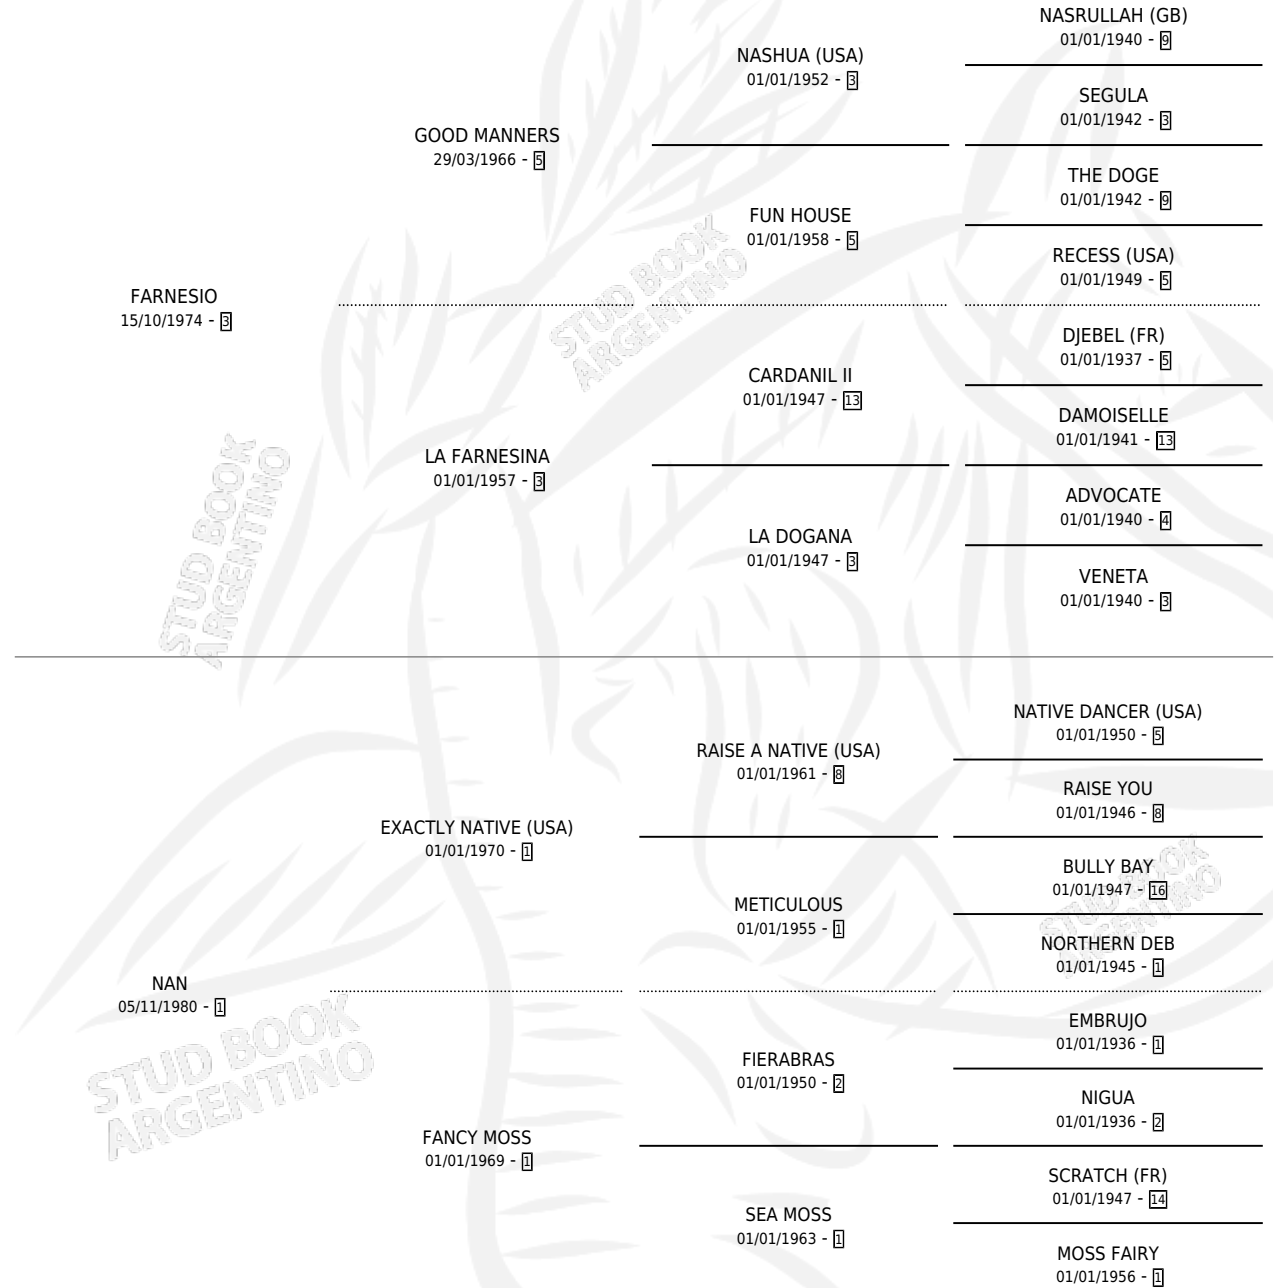 NASRULLAH (GB)
01/01/1940 - 9
NASHUA (USA)
01/01/1952 - 3
SEGULA
01/01/1942 - 3
GOOD MANNERS
29/03/1966 - 5
THE DOGE
01/01/1942 - 9
FUN HOUSE
01/01/1958 - 5
RECESS (USA)
01/01/1949 - 5
FARNESIO
15/10/1974 - 3
DJEBEL (FR)
01/01/1937 - 5
CARDANIL II
01/01/1947 - 13
DAMOISELLE
01/01/1941 - 13
LA FARNESINA
01/01/1957 - 3
ADVOCATE
01/01/1940 - 4
LA DOGANA
01/01/1947 - 3
VENETA
01/01/1940 - 3
STUD BOOK
ARGENTINO
STUD BOOK
ARGENTINO
NATIVE DANCER (USA)
01/01/1950 - 5
RAISE A NATIVE (USA)
01/01/1961 - 8
RAISE YOU
01/01/1946 - 8
EXACTLY NATIVE (USA)
01/01/1970 - 1
BULLY BAY
01/01/1947 - 16
METICULOUS
01/01/1955 - 1
NORTHERN DEB
01/01/1945 - 1
NAN
05/11/1980 - 1
EMBRUJO
01/01/1936 - 1
FIERABRAS
01/01/1950 - 2
NIGUA
01/01/1936 - 2
FANCY MOSS
01/01/1969 - 1
SCRATCH (FR)
01/01/1947 - 14
SEA MOSS
01/01/1963 - 1
MOSS FAIRY
01/01/1956 - 1
STUD BOOK
ARGENTINO
STUD BOOK
ARGENTINO